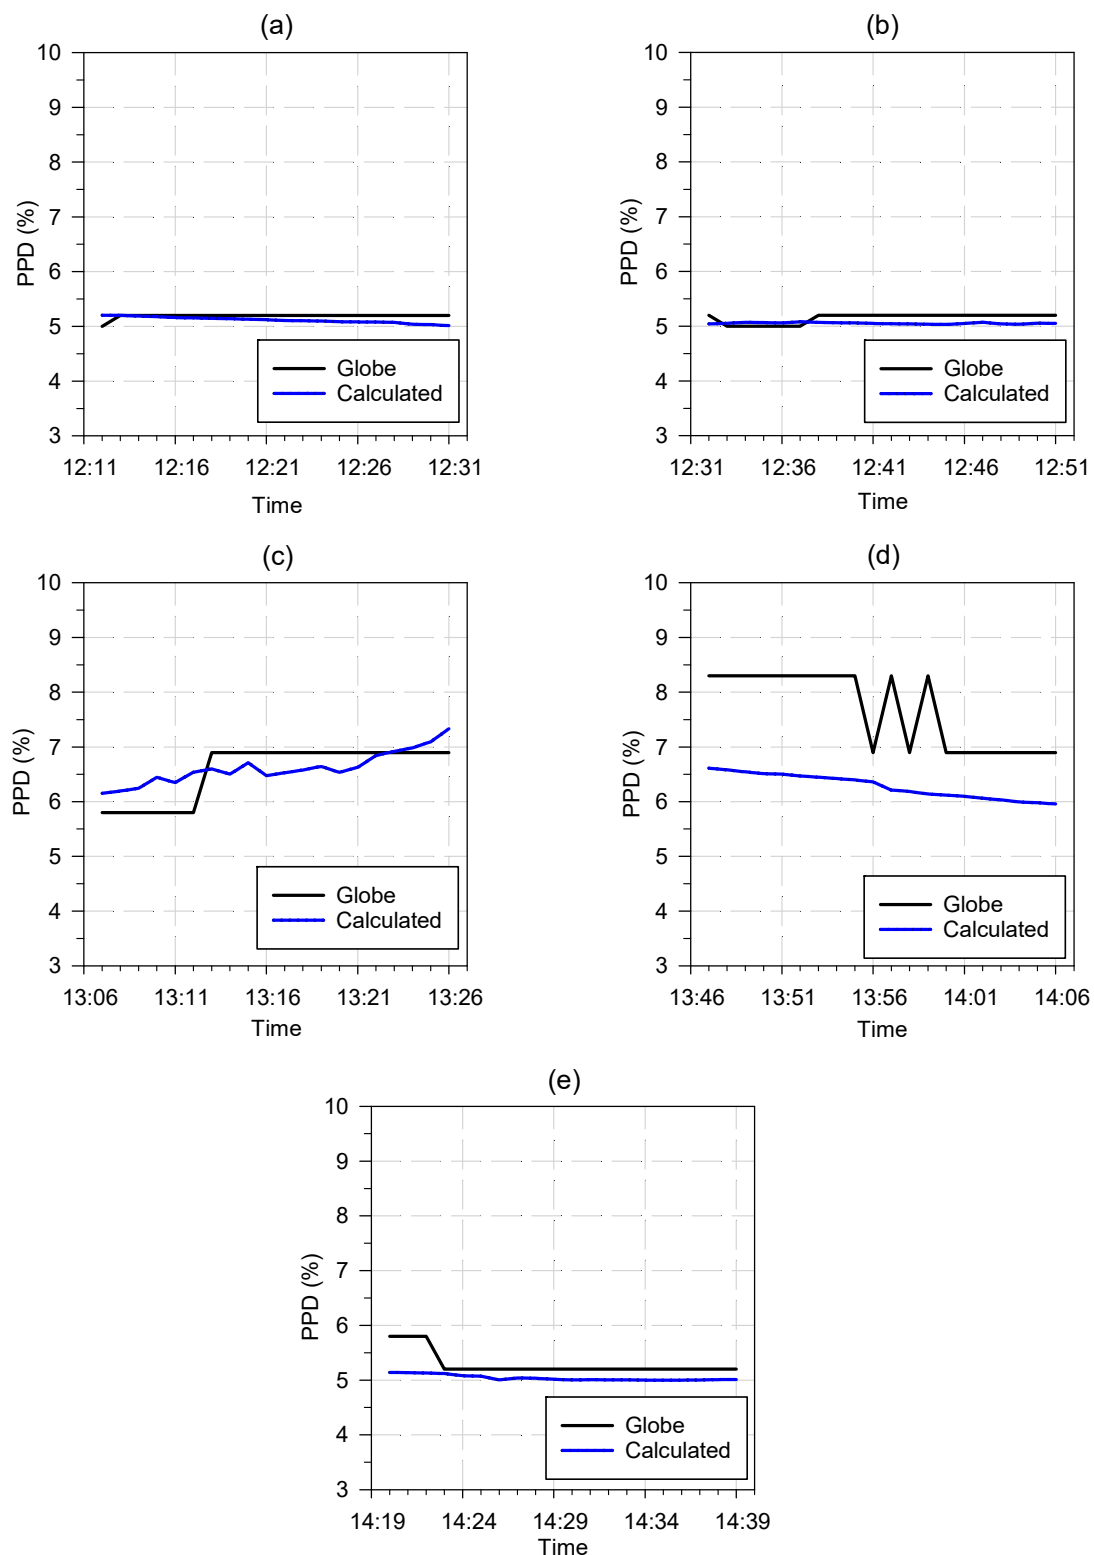 (a)
10
9
8
7
6
5
4
3
PPD (%)
Globe
Calculated
12:11 12:16 12:21 12:26 12:31
Time
(b)
10
9
8
7
6
5
4
3
PPD (%)
Globe
Calculated
12:31 12:36 12:41 12:46 12:51
Time
(c)
10
9
8
7
6
5
4
3
PPD (%)
Globe
Calculated
13:06 13:11 13:16 13:21 13:26
Time
(d)
10
9
8
7
6
5
4
3
PPD (%)
Globe
Calculated
13:46 13:51 13:56 14:01 14:06
Time
(e)
10
9
8
7
6
5
4
3
PPD (%)
Globe
Calculated
14:19 14:24 14:29 14:34 14:39
Time